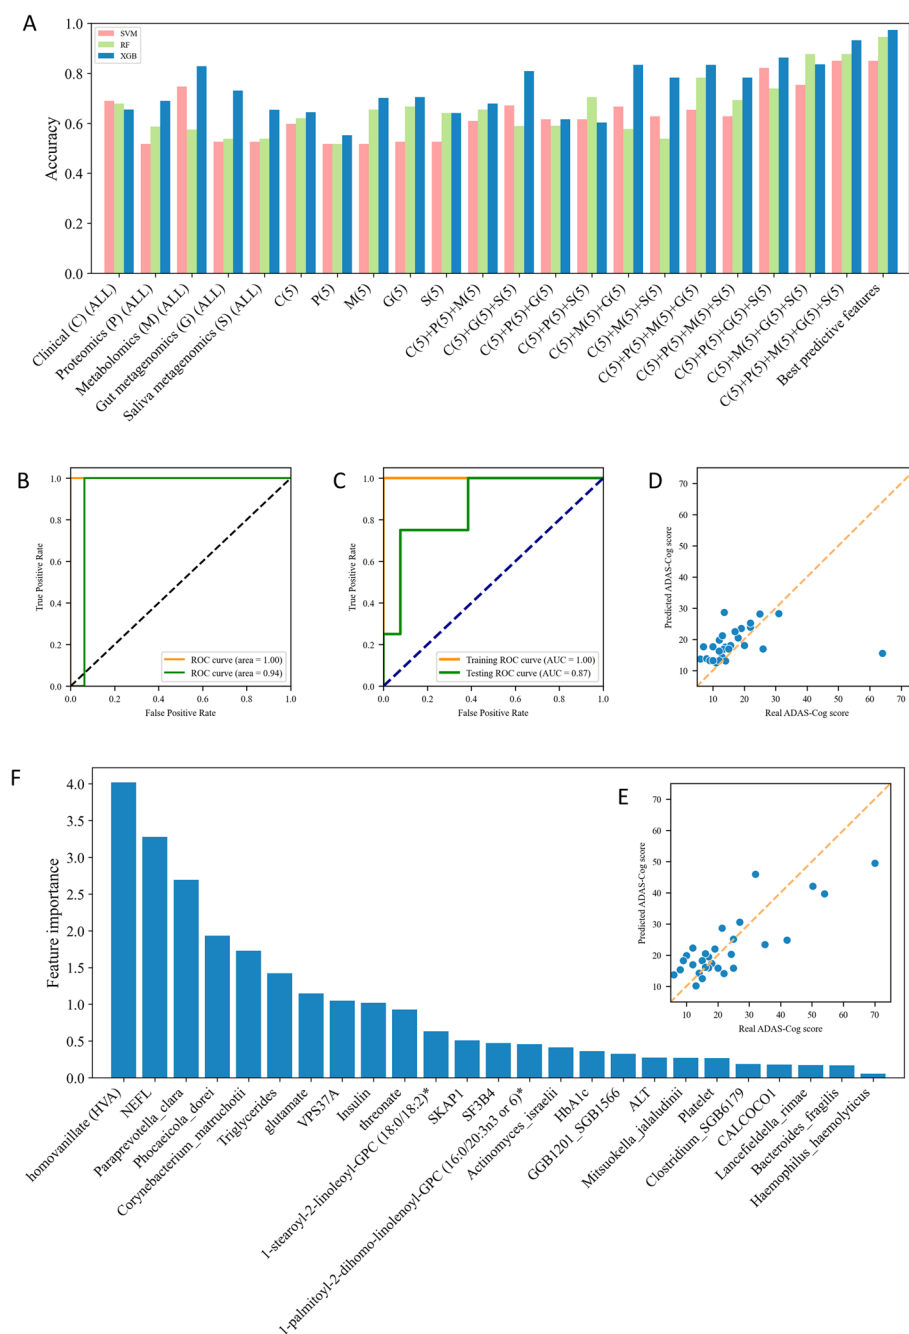 A
SVM
RF
XGB
Accuracy
1.0
0.8
0.6
0.4
0.2
0.0
Clinical (C) (ALL)
Proteomics (P) (ALL)
Metabolomics (M) (ALL)
Gut metagenomics (G) (ALL)
Saliva metagenomics (S) (ALL)
C(5)
P(5)
M(5)
G(5)
S(5)
C(5)+P(5)+M(5)
C(5)+G(5)+S(5)
C(5)+P(5)+G(5)
C(5)+P(5)+S(5)
C(5)+M(5)+G(5)
C(5)+M(5)+S(5)
C(5)+P(5)+M(5)+G(5)
C(5)+P(5)+M(5)+S(5)
C(5)+P(5)+G(5)+S(5)
C(5)+M(5)+G(5)+S(5)
C(5)+P(5)+M(5)+G(5)+S(5)
Best predictive features
B
True Positive Rate
1.0
0.8
0.6
0.4
0.2
0.0
ROC curve (area = 1.00)
ROC curve (area = 0.94)
0.0 0.2 0.4 0.6 0.8 1.0
False Positive Rate
C
True Positive Rate
1.0
0.8
0.6
0.4
0.2
0.0
Training ROC curve (AUC = 1.00)
Testing ROC curve (AUC = 0.87)
0.0 0.2 0.4 0.6 0.8 1.0
False Positive Rate
D
Predicted ADAS-Cog score
70
60
50
40
30
20
10
10 20 30 40 50 60 70
Real ADAS-Cog score
F
Feature importance
4.0
3.5
3.0
2.5
2.0
1.5
1.0
0.5
0.0
homovanillate (HVA)
NEFL
Paraprevotella_clara
Phocaeicola_dorei
Corynebacterium_matruchotii
Triglycerides
glutamate
VPS37A
Insulin
threonate
1-stearoyl-2-linoleoyl-GPC (18:0/18:2)*
SKAP1
SF3B4
1-palmitoyl-2-dihomo-linolenoyl-GPC (16:0/20:3n3 or 6)*
Actinomyces_israelii
HbA1c
GGB1201_SGB1566
ALT
Mitsuokella_jalaludinii
Platelet
Clostridium_SGB6179
CALCOCO1
Lancefieldella_rimae
Bacteroides_fragilis
Haemophilus_haemolyticus
E
Predicted ADAS-Cog score
70
60
50
40
30
20
10
10 20 30 40 50 60 70
Real ADAS-Cog score